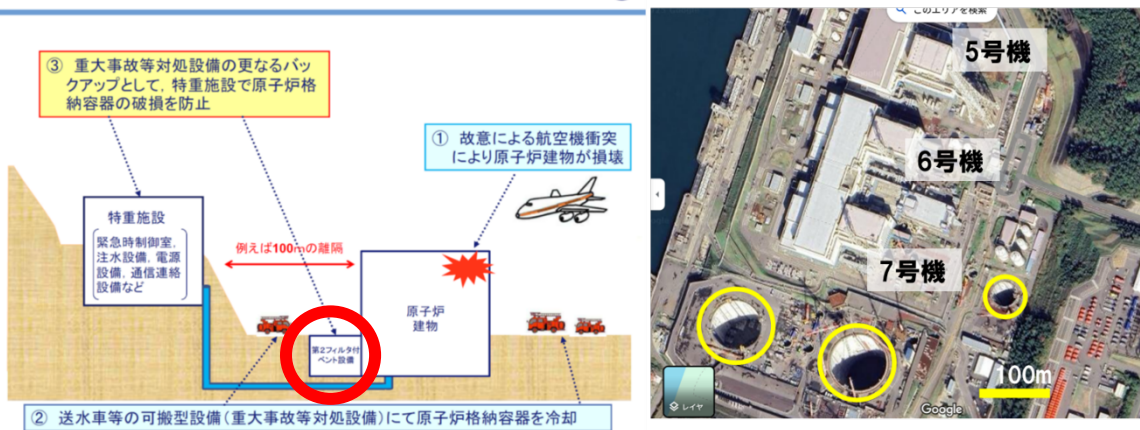 ③ 重大事故等対処設備の更なるバッ
クアップとして，特重施設で原子炉格
納容器の破損を防止
① 故意による航空機衝突
により原子炉建物が損壊
特重施設
緊急時制御室，
注水設備，電源
設備，通信連絡
設備など
例えば100mの離隔
原子炉
建物
第2フィルタ付
ベント設備
② 送水車等の可搬型設備（重大事故等対処設備）にて原子炉格納容器を冷却
このエリアを検索
5号機
6号機
7号機
100m
レイヤ
Google